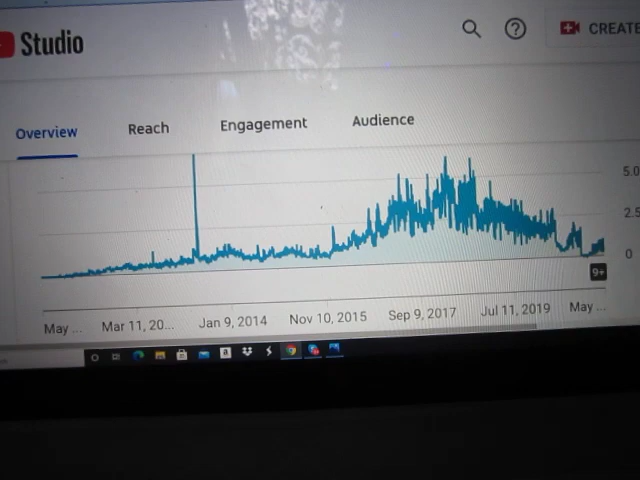 Studio
CREATE
Overview Reach Engagement Audience
5.0
2.5
0
9+
May ... Mar 11, 20... Jan 9, 2014 Nov 10, 2015 Sep 9, 2017 Jul 11, 2019 May ...